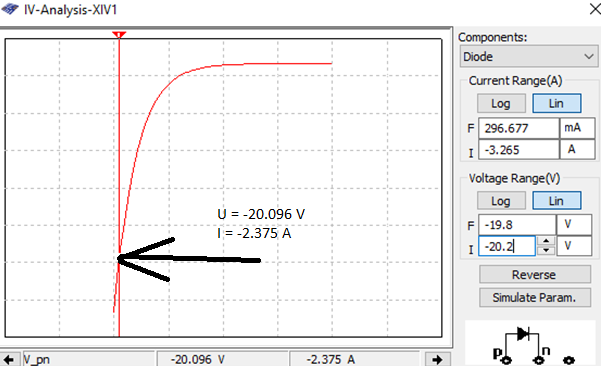 IV-Analysis-XIV1
1
U = -20.096 V
I = -2.375 A
V_pn
-20.096 V
-2.375 A
Components:
Diode
Current Range(A)
Log Lin
F 296.677 mA
I -3.265 A
Voltage Range(V)
Log Lin
F -19.8 V
I -20.2 V
Reverse
Simulate Param.
p n